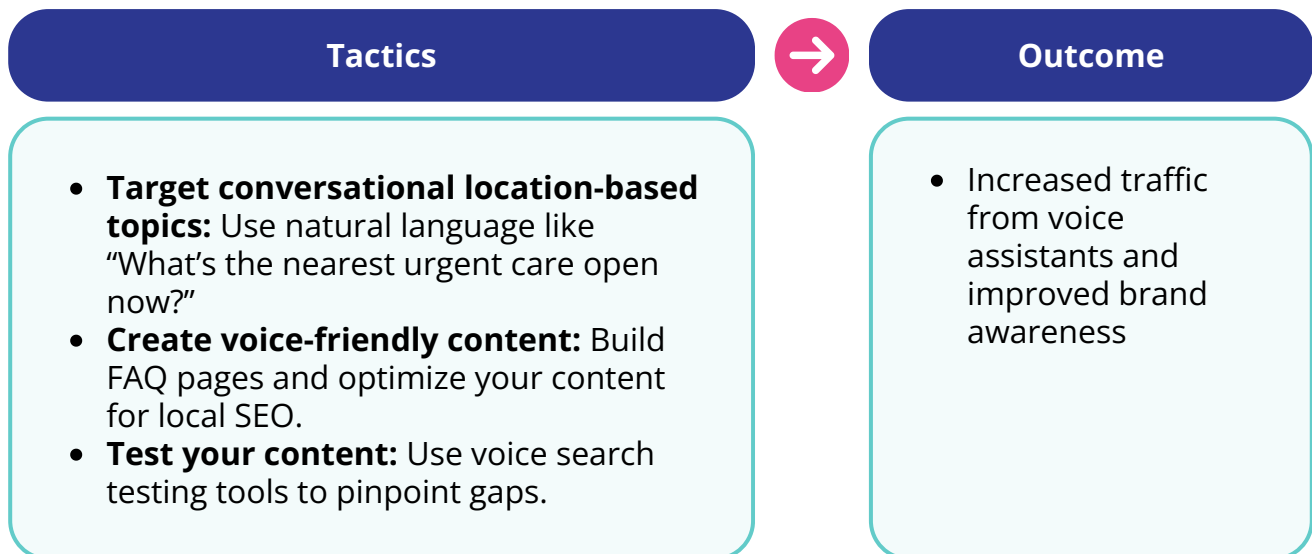 Tactics
Outcome
• Target conversational location-based
topics: Use natural language like
“What’s the nearest urgent care open
now?”
• Create voice-friendly content: Build
FAQ pages and optimize your content
for local SEO.
• Test your content: Use voice search
testing tools to pinpoint gaps.
• Increased traffic
from voice
assistants and
improved brand
awareness